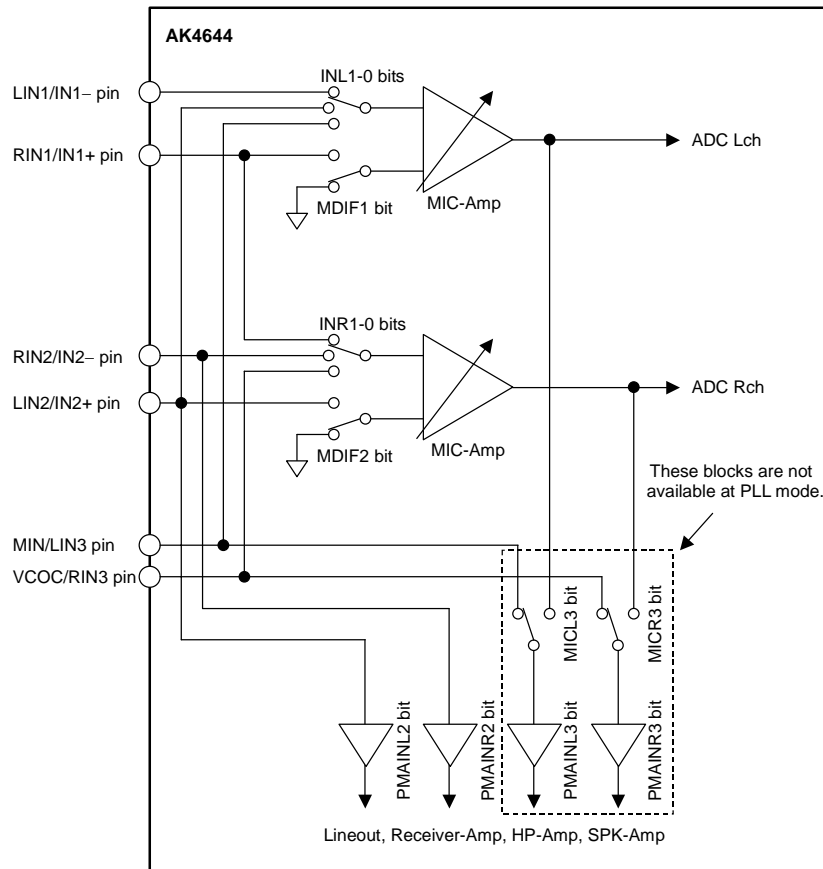 AK4644
INL1-0 bits
LIN1/IN1− pin
ADC Lch
RIN1/IN1+ pin
MDIF1 bit
MIC-Amp
INR1-0 bits
RIN2/IN2− pin
ADC Rch
LIN2/IN2+ pin
MDIF2 bit
MIC-Amp
These blocks are not
available at PLL mode.
MIN/LIN3 pin
VCOC/RIN3 pin
MICL3 bit
MICR3 bit
PMAINL2 bit
PMAINR2 bit
PMAINL3 bit
PMAINR3 bit
Lineout, Receiver-Amp, HP-Amp, SPK-Amp